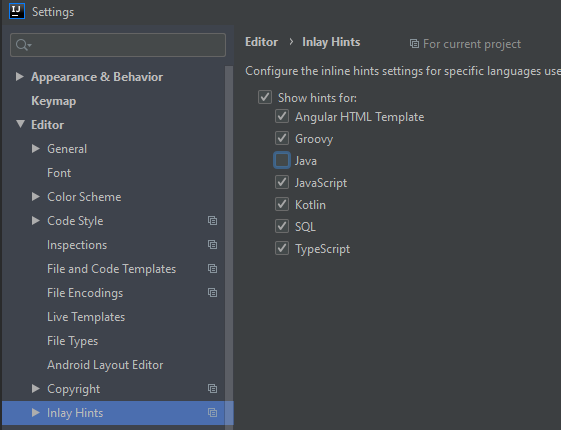 IJ
Settings
Appearance & Behavior
Keymap
Editor
General
Font
Color Scheme
Code Style
Inspections
File and Code Templates
File Encodings
Live Templates
File Types
Android Layout Editor
Copyright
Inlay Hints
Editor › Inlay Hints For current project
Configure the inline hints settings for specific languages use
Show hints for:
Angular HTML Template
Groovy
Java
JavaScript
Kotlin
SQL
TypeScript